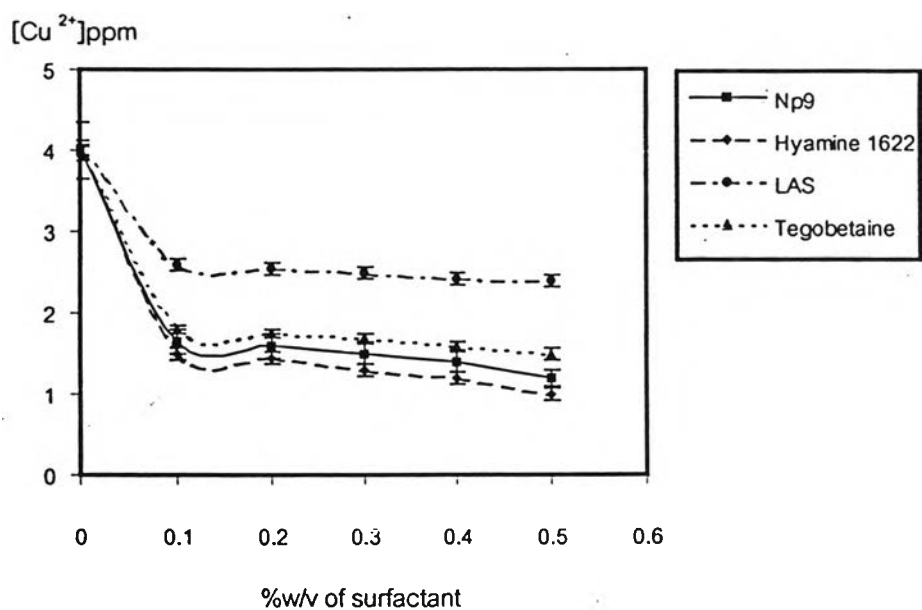 [Cu 2+]ppm
5
4
3
2
1
0
0 0.1 0.2 0.3 0.4 0.5 0.6
%w/v of surfactant
Np9
Hyamine 1622
LAS
Tegobetaine